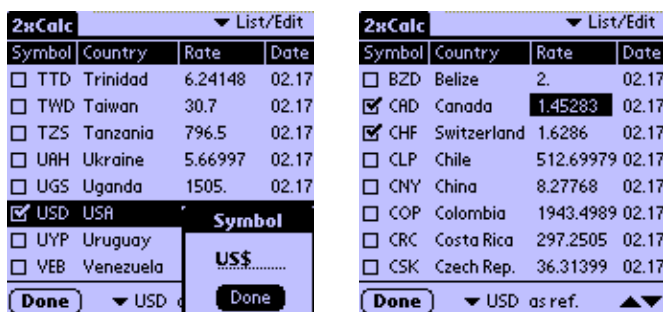 2xCalc List/Edit
Symbol Country Rate Date
TTD Trinidad 6.24148 02.17
TWD Taiwan 30.7 02.17
TZS Tanzania 796.5 02.17
UAH Ukraine 5.66997 02.17
UGS Uganda 1505. 02.17
USD USA
UYP Uruguay
VEB Venezuela
Done USD
Symbol
US$
Done
2xCalc List/Edit
Symbol Country Rate Date
BZD Belize 2. 02.17
CAD Canada 1.45283 02.17
CHF Switzerland 1.6286 02.17
CLP Chile 512.69979 02.17
CNY China 8.27768 02.17
COP Colombia 1943.4989 02.17
CRC Costa Rica 297.2505 02.17
CSK Czech Rep. 36.31399 02.17
Done USD as ref.